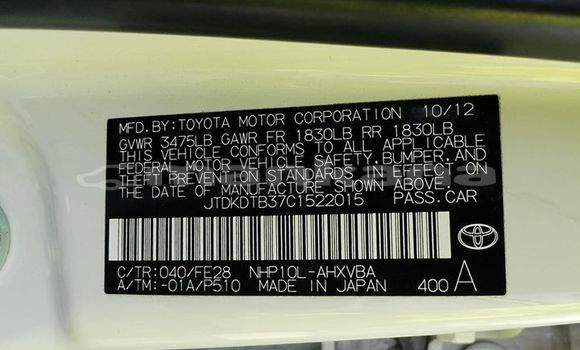 MFD.BY:TOYOTA MOTOR CORPORATION 10/12
GVWR 3475LB GAWR FR 1830LB RR 1830LB
THIS VEHICLE CONFORMS TO ALL APPLICABLE
FEDERAL MOTOR VEHICLE SAFETY,BUMPER,AND
THEFT PREVENTION STANDARDS IN EFFECT ON
THE DATE OF MANUFACTURE SHOWN ABOVE.
JTDKDTB37C1522015 PASS.CAR
C/TR:040/FE28 NHP10L-AHXVBA
A/TM:-01A/P510 MADE IN JAPAN 400 A